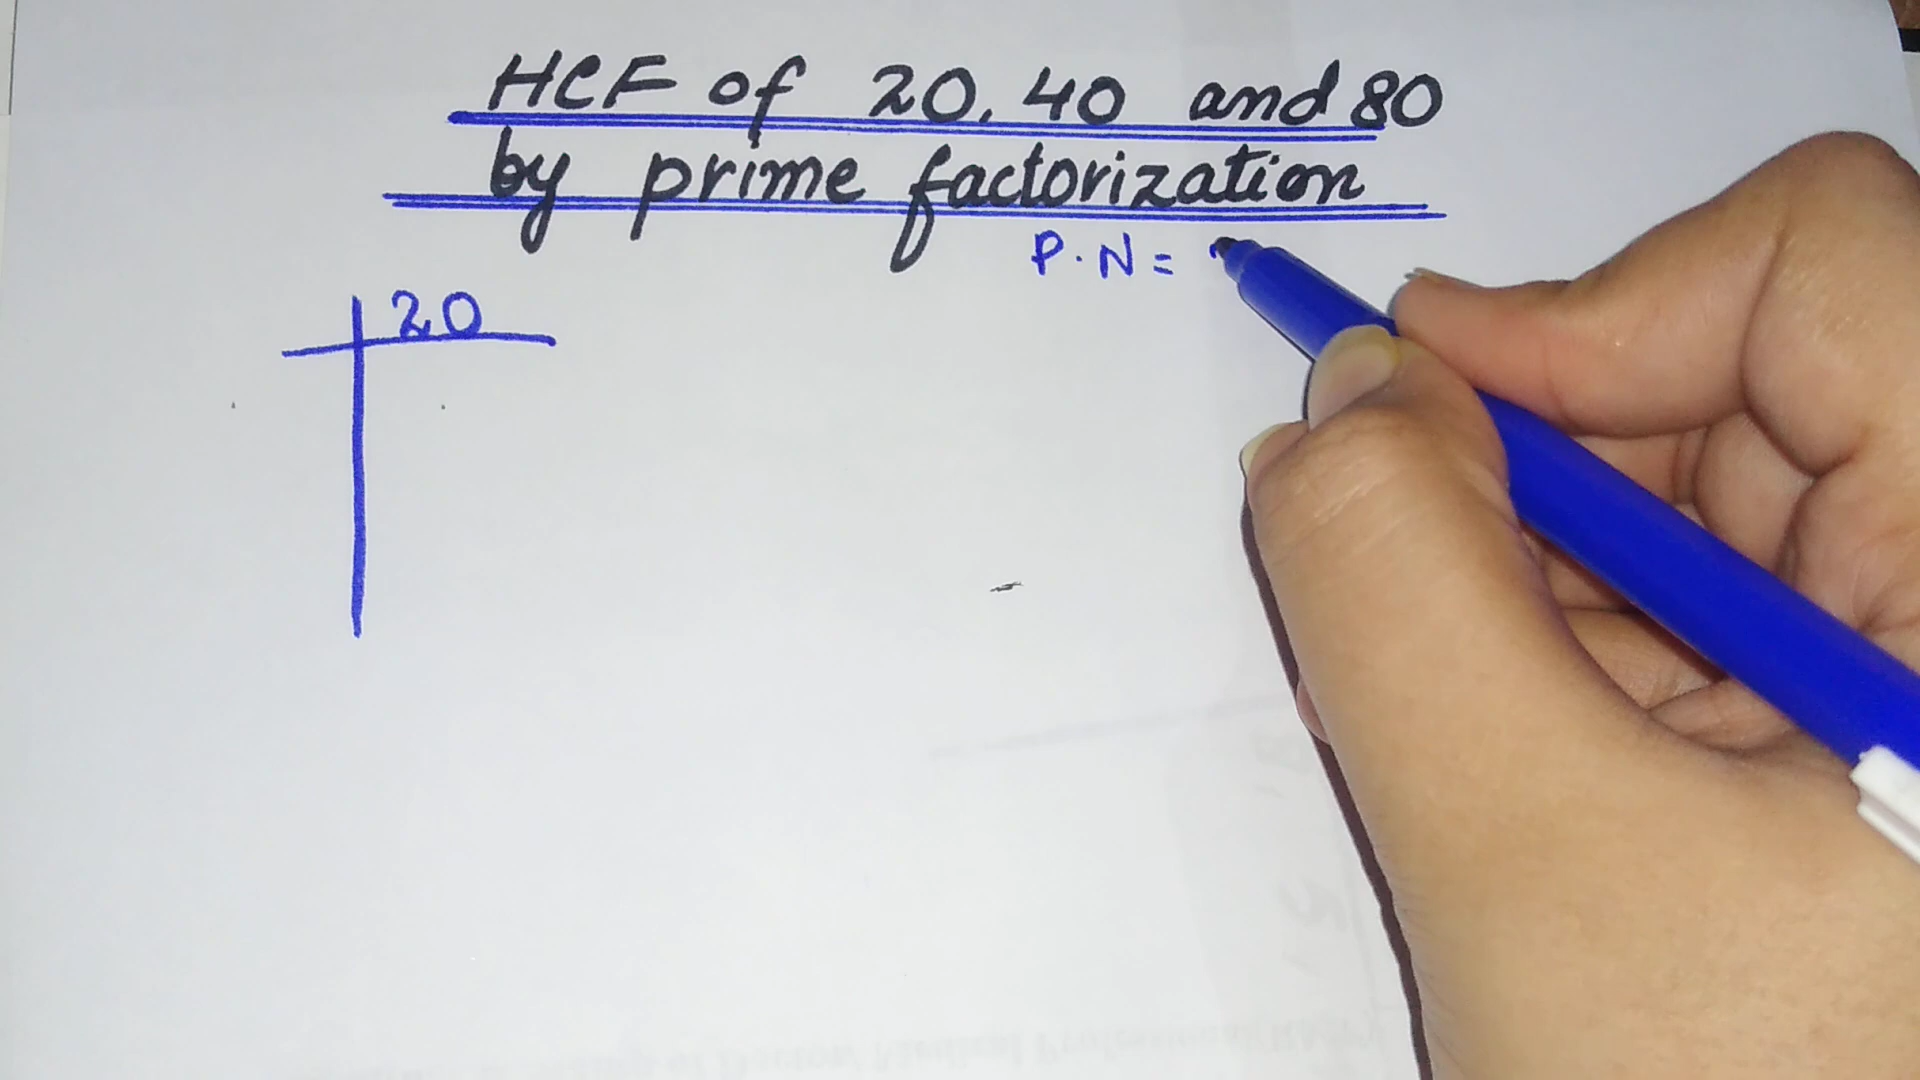 HCF of 20, 40 and 80
by prime factorization
P.N =
20